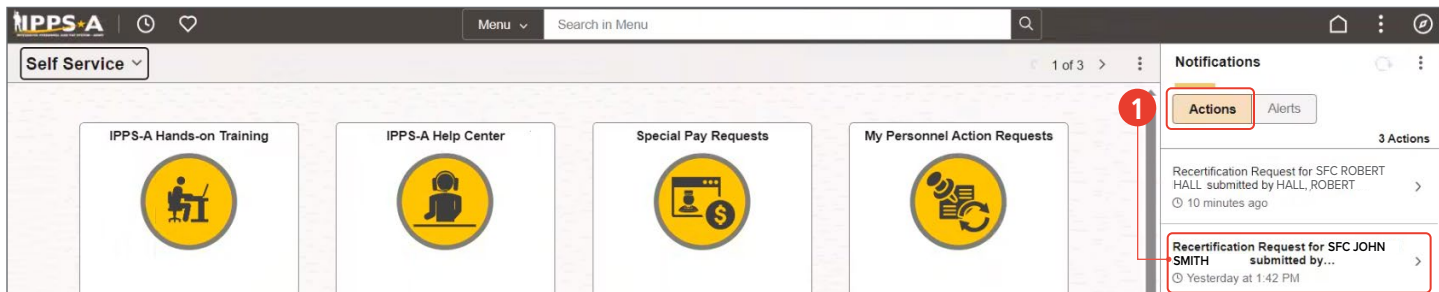 IPPS-A
Menu
Search in Menu
Self Service
1 of 3
Notifications
1
Actions
Alerts
3 Actions
IPPS-A Hands-on Training
IPPS-A Help Center
Special Pay Requests
My Personnel Action Requests
Recertification Request for SFC ROBERT
HALL submitted by HALL, ROBERT
10 minutes ago
Recertification Request for SFC JOHN
SMITH submitted by…
Yesterday at 1:42 PM